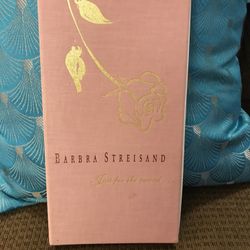 BARBRA STREISAND
Just for the record...